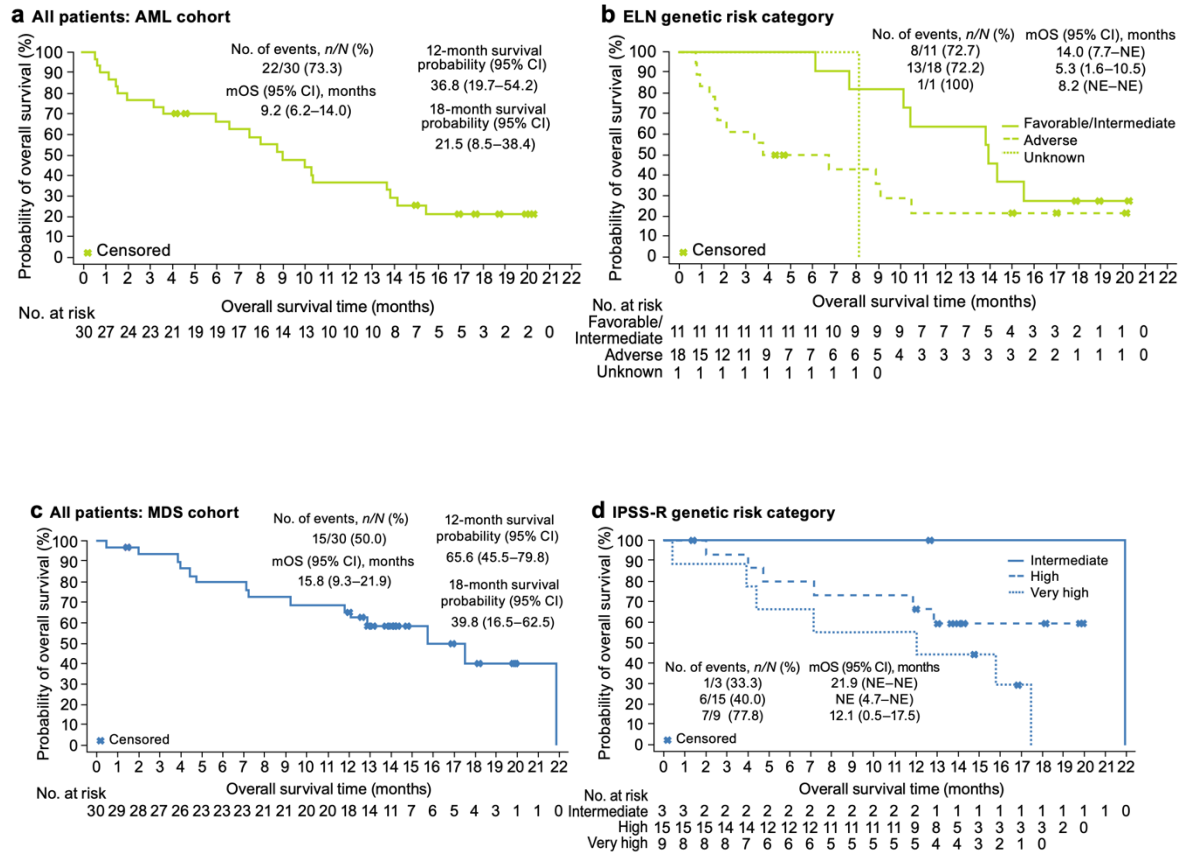 a All patients: AML cohort
Probability of overall survival (%)
100
90
80
70
60
50
40
30
20
10
0
No. of events, n/N (%)
22/30 (73.3)
mOS (95% CI), months
9.2 (6.2–14.0)
12-month survival
probability (95% CI)
36.8 (19.7–54.2)
18-month survival
probability (95% CI)
21.5 (8.5–38.4)
Censored
0 1 2 3 4 5 6 7 8 9 10 11 12 13 14 15 16 17 18 19 20 21 22
Overall survival time (months)
No. at risk
30 27 24 23 21 19 19 17 16 14 13 10 10 10 8 7 5 5 3 2 2 0
b ELN genetic risk category
Probability of overall survival (%)
100
90
80
70
60
50
40
30
20
10
0
No. of events, n/N (%) mOS (95% CI), months
8/11 (72.7) 14.0 (7.7–NE)
13/18 (72.2) 5.3 (1.6–10.5)
1/1 (100) 8.2 (NE–NE)
Favorable/Intermediate
Adverse
Unknown
Censored
0 1 2 3 4 5 6 7 8 9 10 11 12 13 14 15 16 17 18 19 20 21 22
Overall survival time (months)
No. at risk
Favorable/
Intermediate 11 11 11 11 11 11 11 10 9 9 9 7 7 7 5 4 3 3 2 1 1 0
Adverse 18 15 12 11 9 7 7 6 6 5 4 3 3 3 3 3 2 2 1 1 1 0
Unknown 1 1 1 1 1 1 1 1 1 0
c All patients: MDS cohort
Probability of overall survival (%)
100
90
80
70
60
50
40
30
20
10
0
No. of events, n/N (%)
15/30 (50.0)
mOS (95% CI), months
15.8 (9.3–21.9)
12-month survival
probability (95% CI)
65.6 (45.5–79.8)
18-month survival
probability (95% CI)
39.8 (16.5–62.5)
Censored
0 1 2 3 4 5 6 7 8 9 10 11 12 13 14 15 16 17 18 19 20 21 22
Overall survival time (months)
No. at risk
30 29 28 27 26 23 23 23 21 21 20 20 18 14 11 7 6 5 4 3 1 1 0
d IPSS-R genetic risk category
Probability of overall survival (%)
100
90
80
70
60
50
40
30
20
10
0
Intermediate
High
Very high
No. of events, n/N (%) mOS (95% CI), months
1/3 (33.3) 21.9 (NE–NE)
6/15 (40.0) NE (4.7–NE)
7/9 (77.8) 12.1 (0.5–17.5)
Censored
0 1 2 3 4 5 6 7 8 9 10 11 12 13 14 15 16 17 18 19 20 21 22
Overall survival time (months)
No. at risk
Intermediate 3 3 2 2 2 2 2 2 2 2 2 2 2 1 1 1 1 1 1 1 1 1 0
High 15 15 15 14 14 12 12 12 11 11 11 11 9 8 5 3 3 3 3 2 0
Very high 9 8 8 8 7 6 6 6 5 5 5 5 5 4 4 3 2 1 0